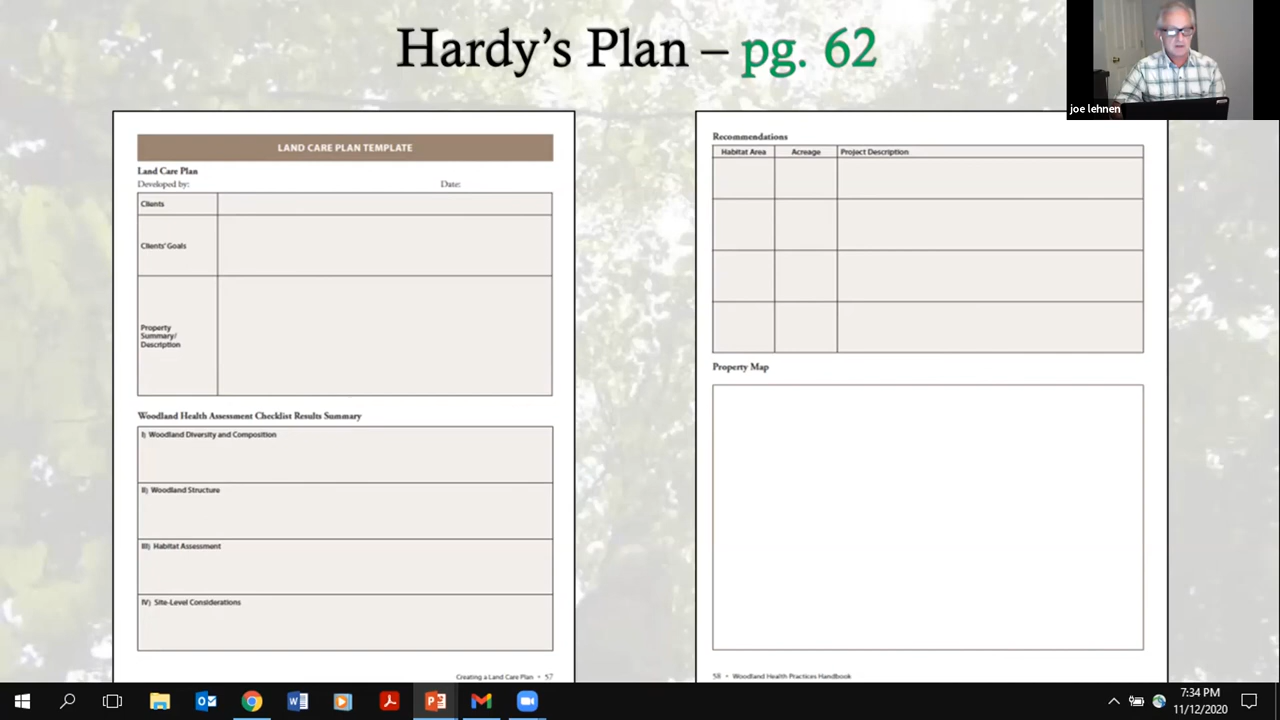 Hardy's Plan – pg. 62
joe lehnen
LAND CARE PLAN TEMPLATE
Land Care Plan
Developed by:
Date:
Clients
Clients' Goals
Property
Summary/
Description
Woodland Health Assessment Checklist Results Summary
I) Woodland Diversity and Composition
II) Woodland Structure
III) Habitat Assessment
IV) Site-Level Considerations
Creating a Land Care Plan • 57
Recommendations
Habitat Area
Acreage
Project Description
Property Map
58 • Woodland Health Practices Handbook
7:34 PM
11/12/2020